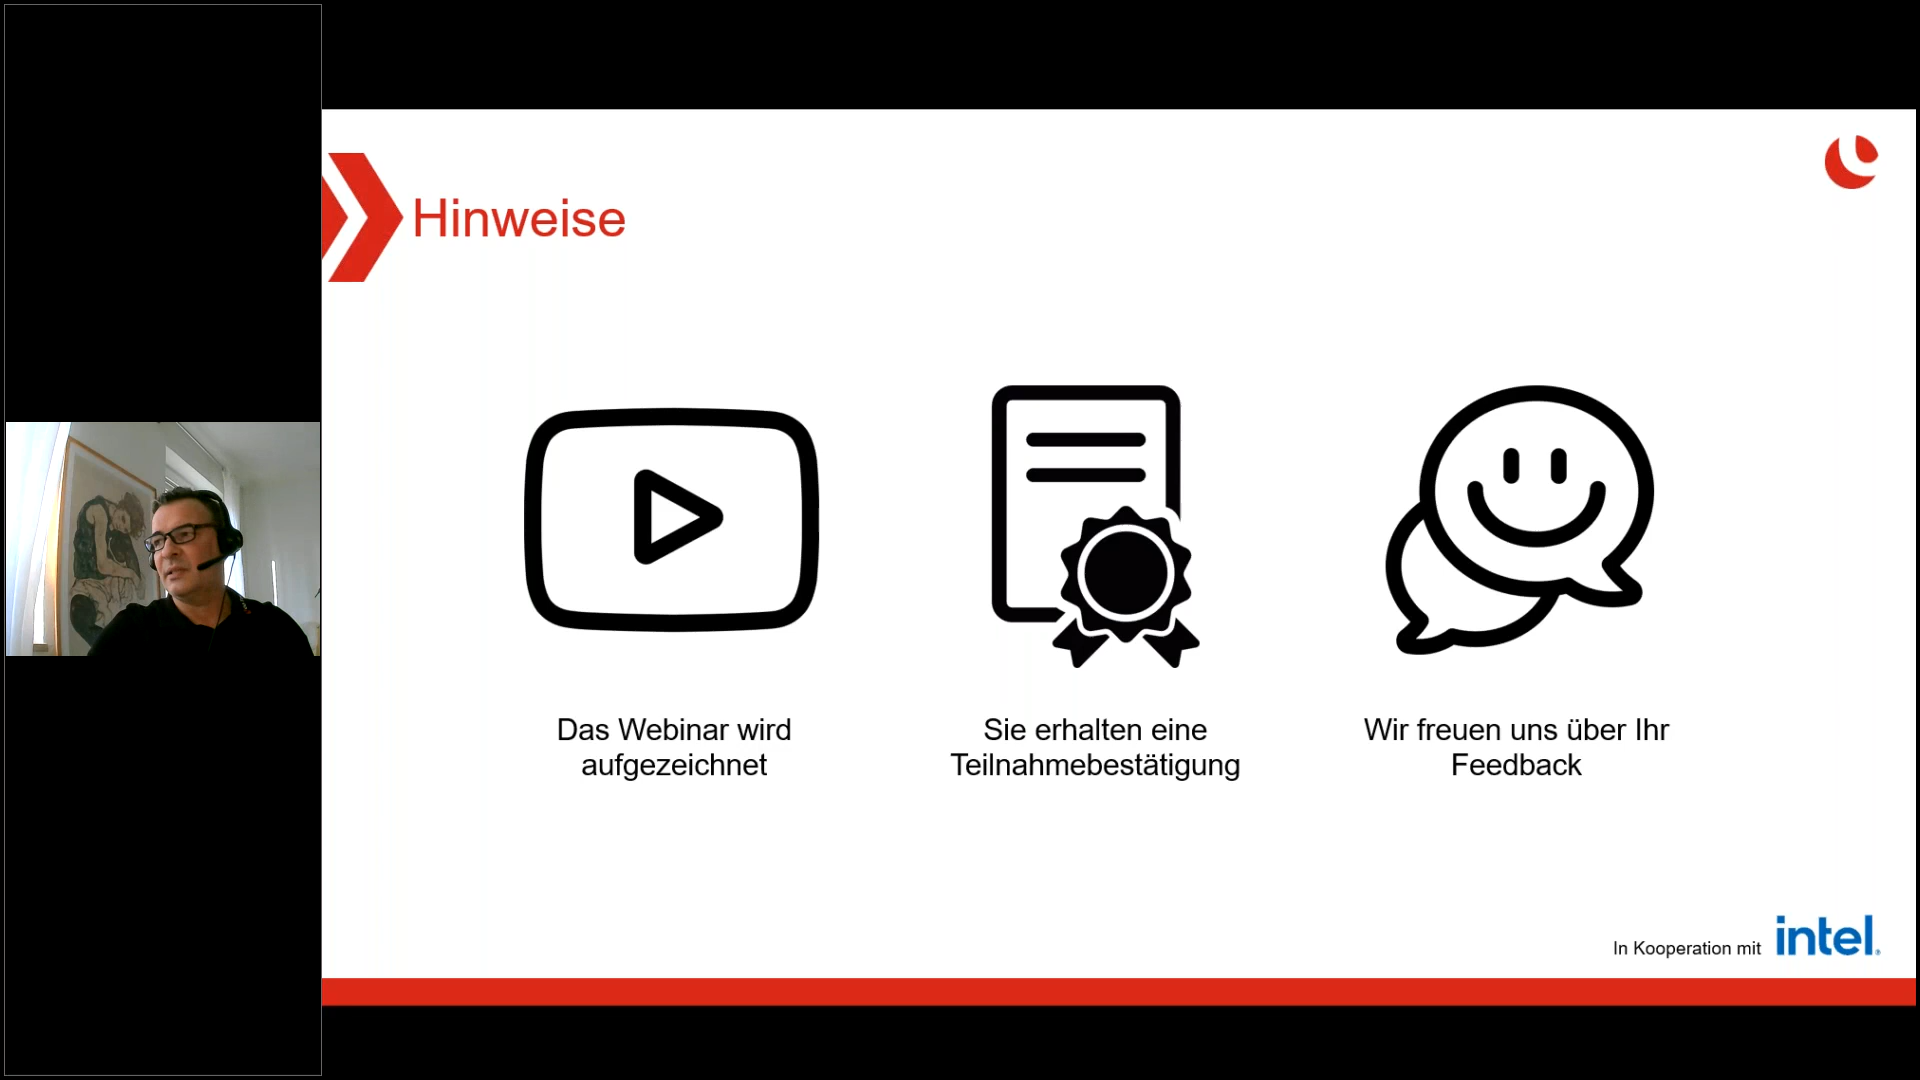 Hinweise
Das Webinar wird
aufgezeichnet
Sie erhalten eine
Teilnahmebestätigung
Wir freuen uns über Ihr
Feedback
In Kooperation mit intel®